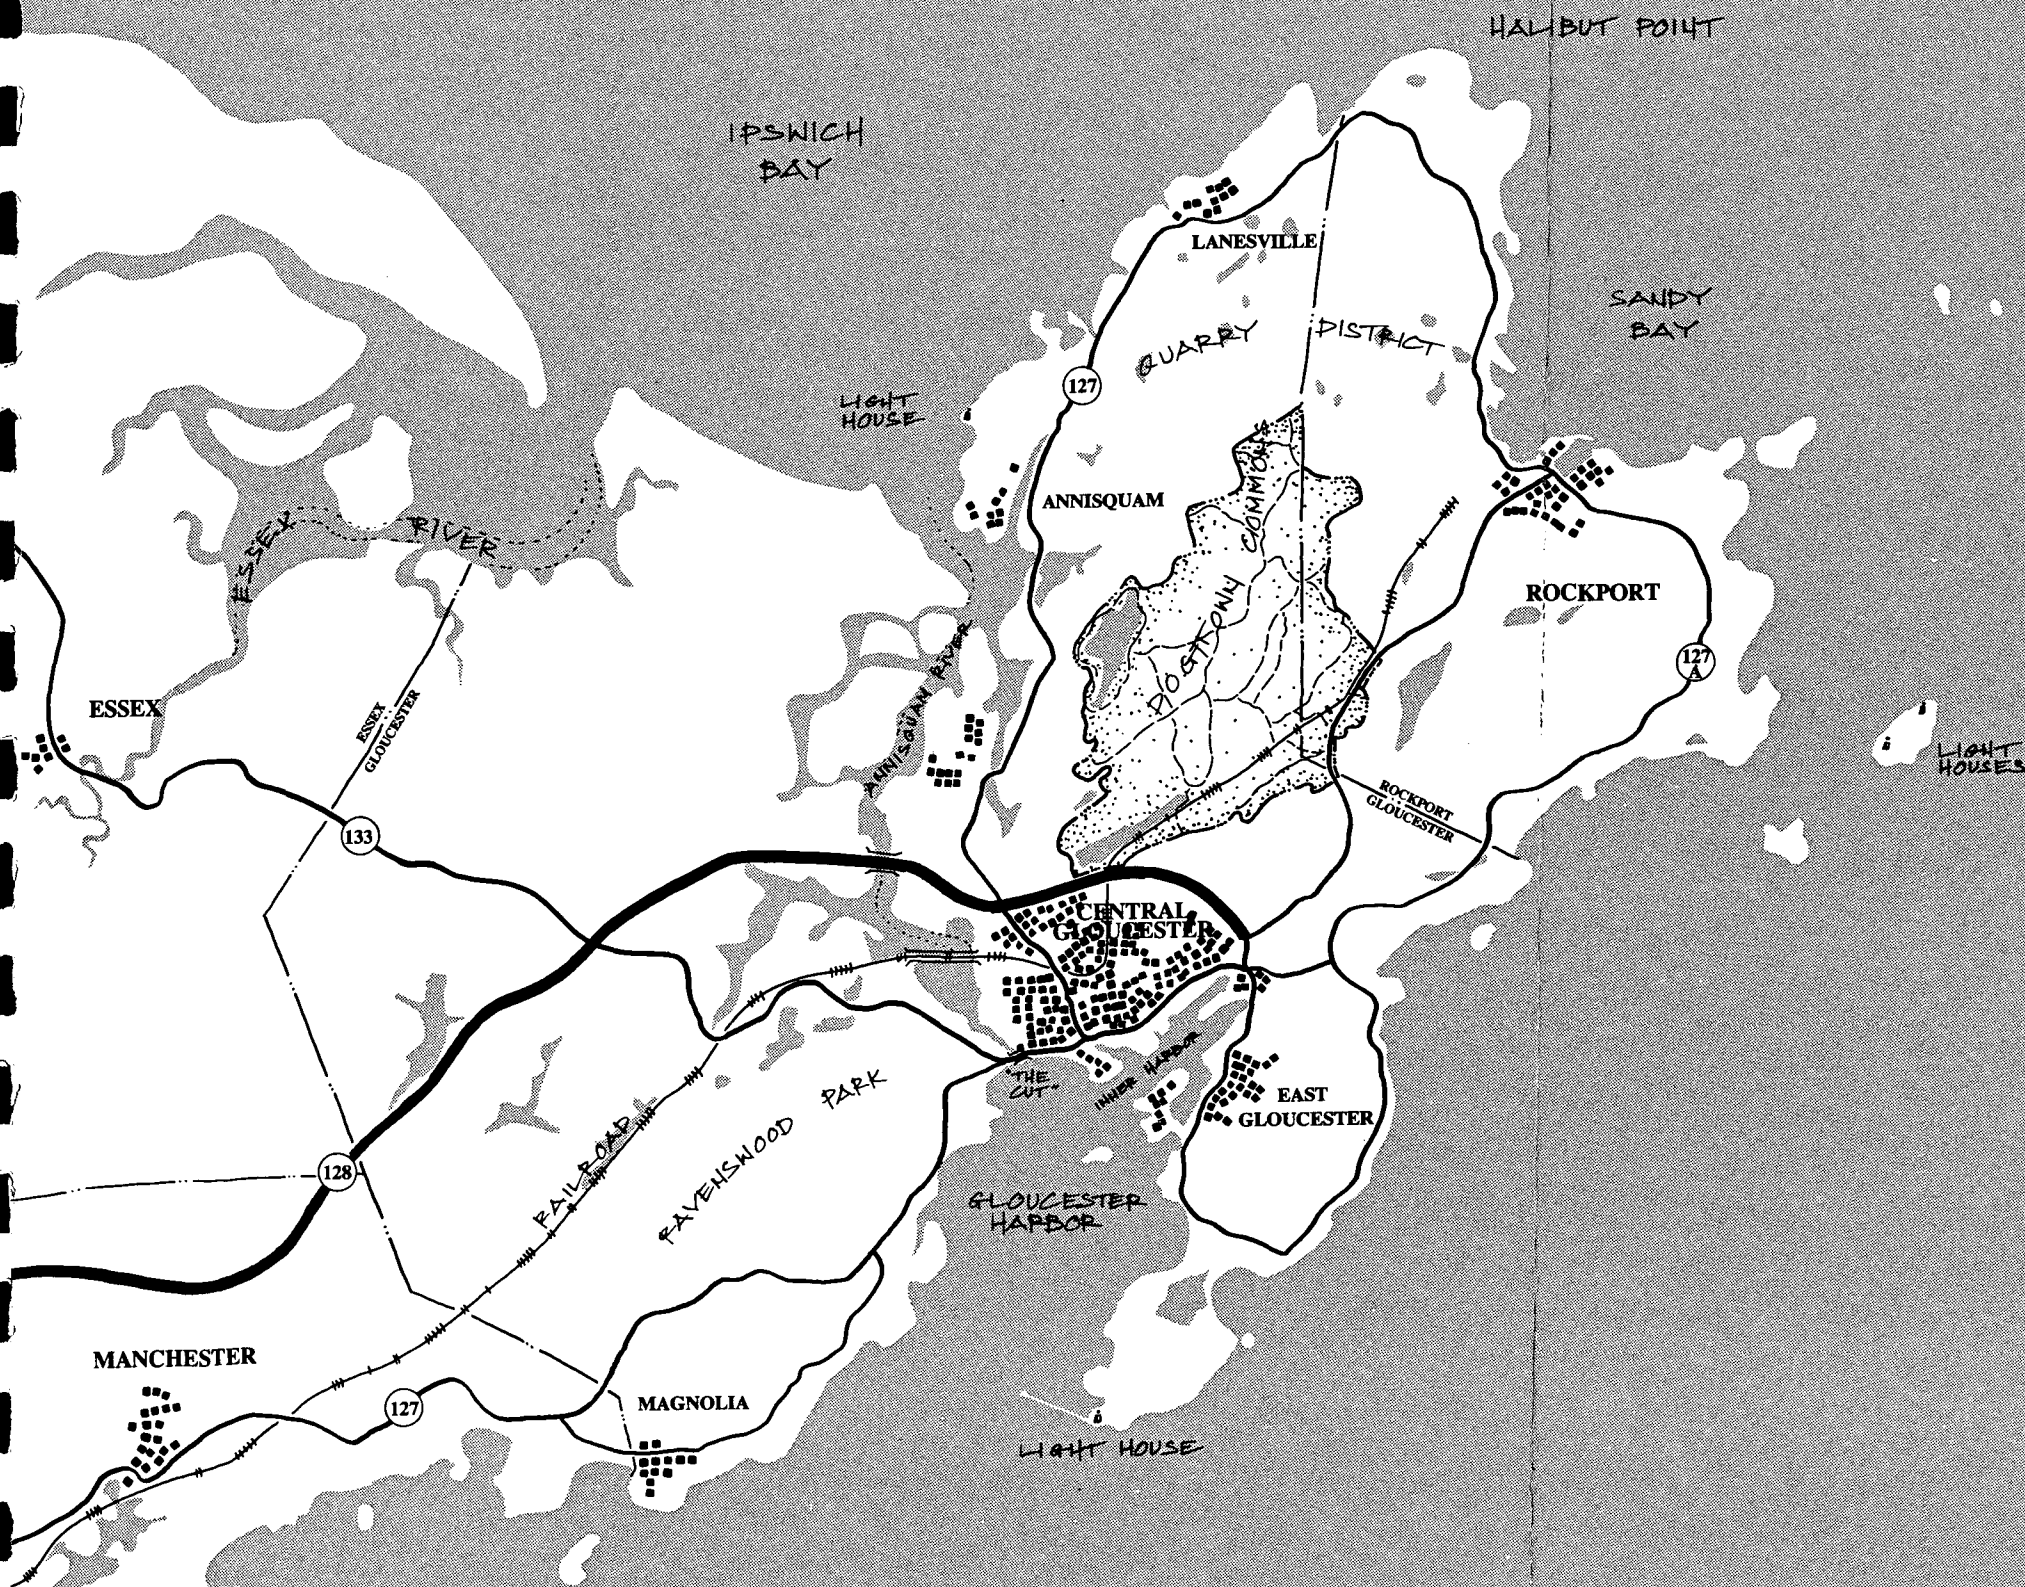 HALIBUT POINT
IPSWICH
BAY
LANESVILLE
SANDY
BAY
QUARRY DISTRICT
127
LIGHT
HOUSE
ANNISQUAM
DOGTOWN COMMONS
ESSEX RIVER
ROCKPORT
ANNISQUAM RIVER
127
A
ESSEX
ESSEX
GLOUCESTER
LIGHT
HOUSES
ROCKPORT
GLOUCESTER
133
CENTRAL
GLOUCESTER
"THE
CUT"
INNER HARBOR
EAST
GLOUCESTER
RAVENSWOOD PARK
RAILROAD
128
GLOUCESTER
HARBOR
MANCHESTER
127
MAGNOLIA
LIGHT HOUSE